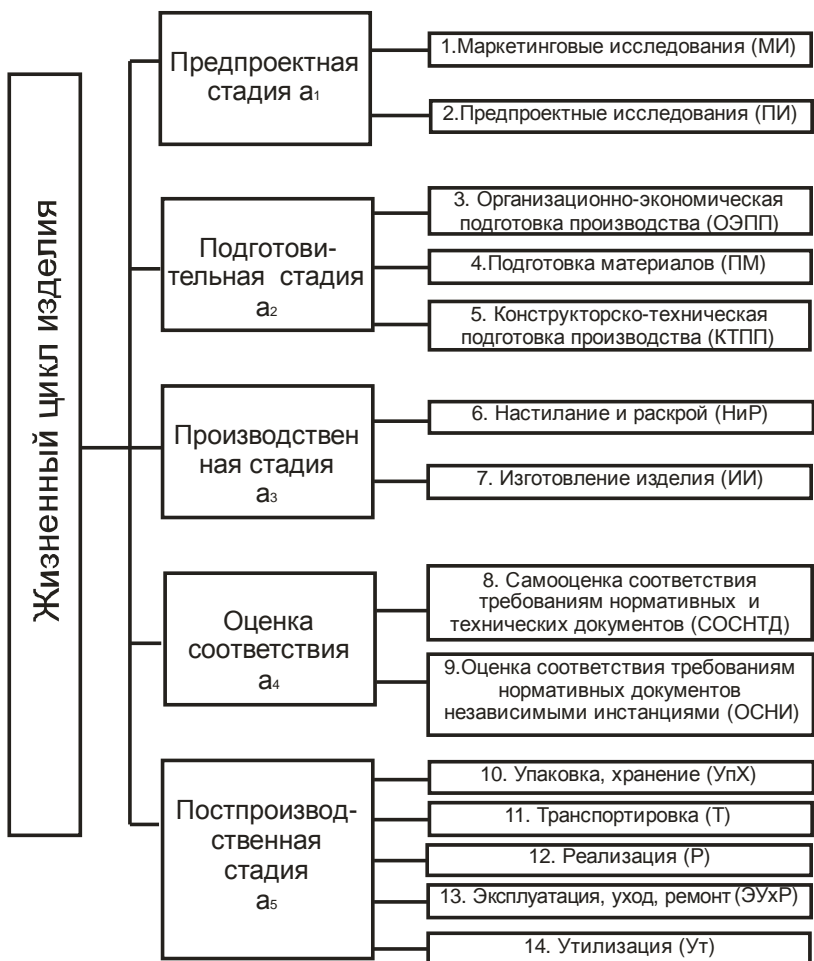 Жизненный цикл изделия
Предпроектная
стадия а1
1.Маркетинговые исследования (МИ)
2.Предпроектные исследования (ПИ)
Подготови-
тельная стадия
а2
3. Организационно-экономическая
подготовка производства (ОЭПП)
4.Подготовка материалов (ПМ)
5. Конструкторско-техническая
подготовка производства (КТПП)
Производствен
ная стадия
а3
6. Настилание и раскрой (НиР)
7. Изготовление изделия (ИИ)
Оценка
соответствия
а4
8. Самооценка соответствия
требованиям нормативных и
технических документов (СОСНТД)
9.Оценка соответствия требованиям
нормативных документов
независимыми инстанциями (ОСНИ)
Постпроизвод-
ственная
стадия
а5
10. Упаковка, хранение (УпХ)
11. Транспортировка (Т)
12. Реализация (Р)
13. Эксплуатация, уход, ремонт (ЭУхР)
14. Утилизация (Ут)